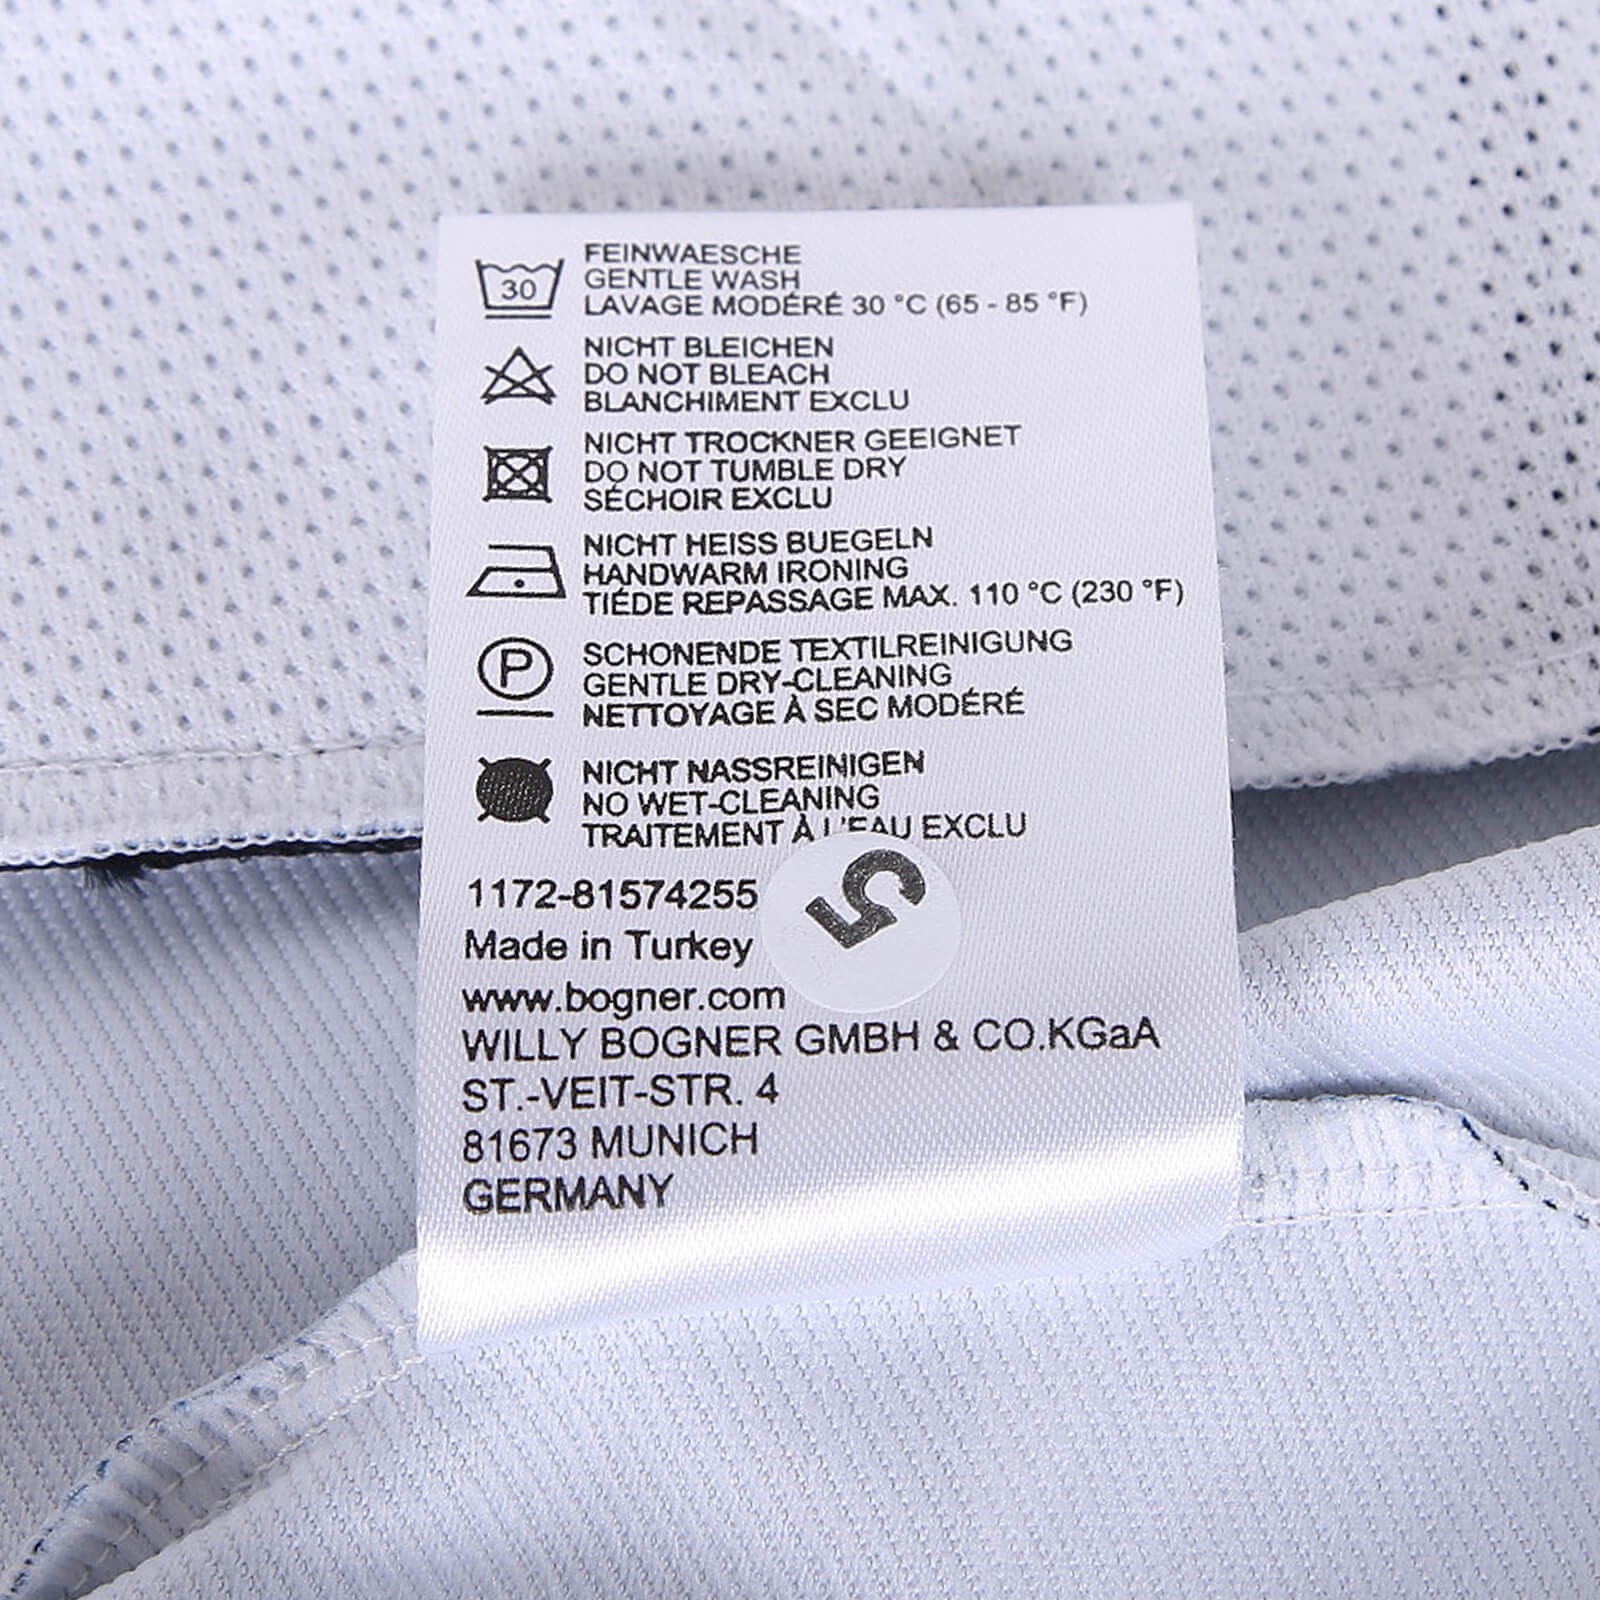 30
FEINWAESCHE
GENTLE WASH
LAVAGE MODÉRÉ 30 °C (65 - 85 °F)
NICHT BLEICHEN
DO NOT BLEACH
BLANCHIMENT EXCLU
NICHT TROCKNER GEEIGNET
DO NOT TUMBLE DRY
SÉCHOIR EXCLU
NICHT HEISS BUEGELN
HANDWARM IRONING
TIÉDE REPASSAGE MAX. 110 °C (230 °F)
P
SCHONENDE TEXTILREINIGUNG
GENTLE DRY-CLEANING
NETTOYAGE À SEC MODÉRÉ
NICHT NASSREINIGEN
NO WET-CLEANING
TRAITEMENT À L'EAU EXCLU
5
1172-81574255
Made in Turkey
www.bogner.com
WILLY BOGNER GMBH & CO.KGaA
ST.-VEIT-STR. 4
81673 MUNICH
GERMANY